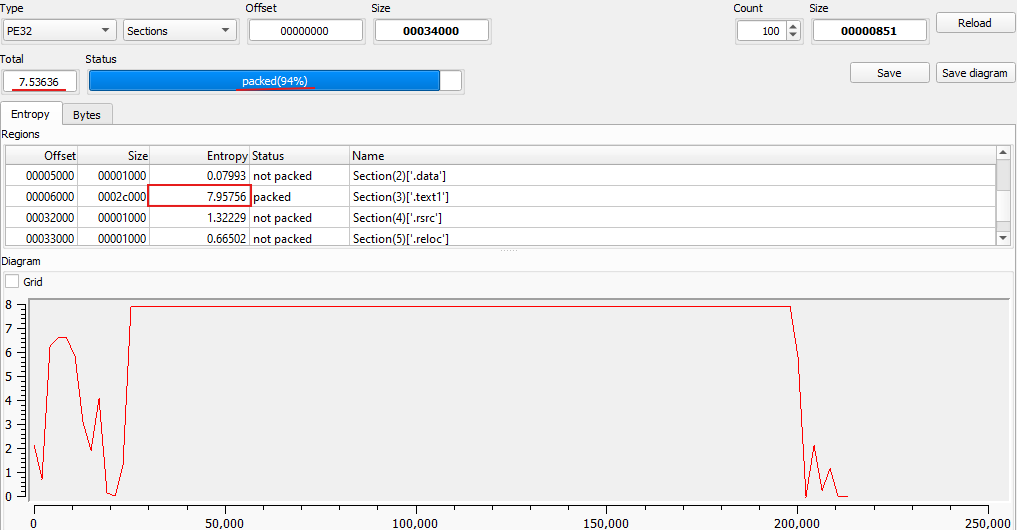 Type Offset Size Count Size
PE32 Sections 00000000 00034000 100 00000851 Reload
Total Status
7.53636 packed(94%) Save Save diagram
Entropy Bytes
Regions
Offset Size Entropy Status Name
00005000 00001000 0.07993 not packed Section(2)['.data']
00006000 0002c000 7.95756 packed Section(3)['.text1']
00032000 00001000 1.32229 not packed Section(4)['.rsrc']
00033000 00001000 0.66502 not packed Section(5)['.reloc']
Diagram
Grid
8
7
6
5
4
3
2
1
0
0 50,000 100,000 150,000 200,000 250,000